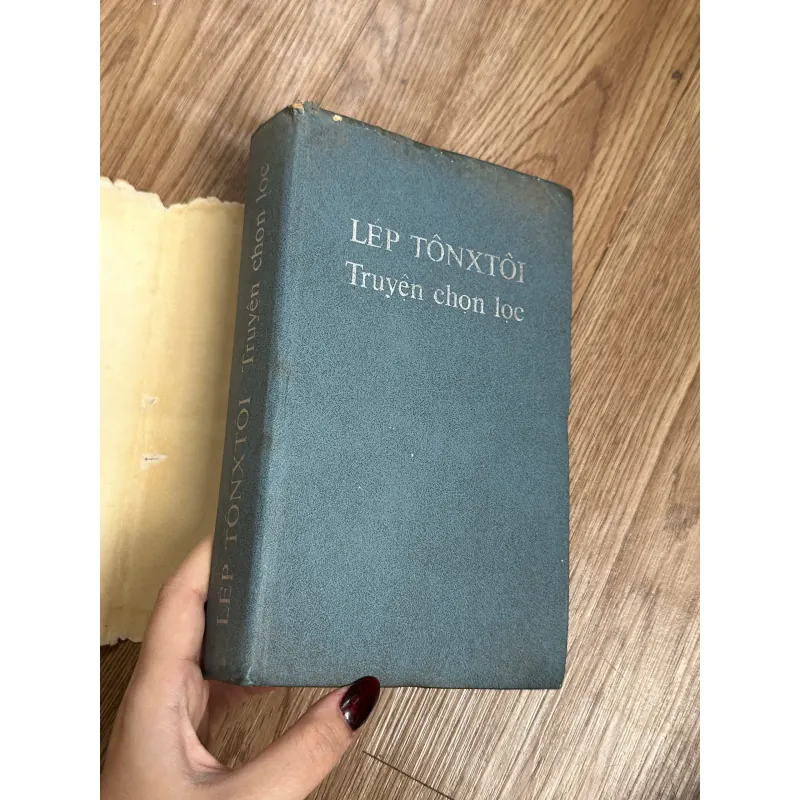 LÉP TÔNXTÔI
Truyện chọn lọc
LÉP TÔNXTÔI Truyện chọn lọc